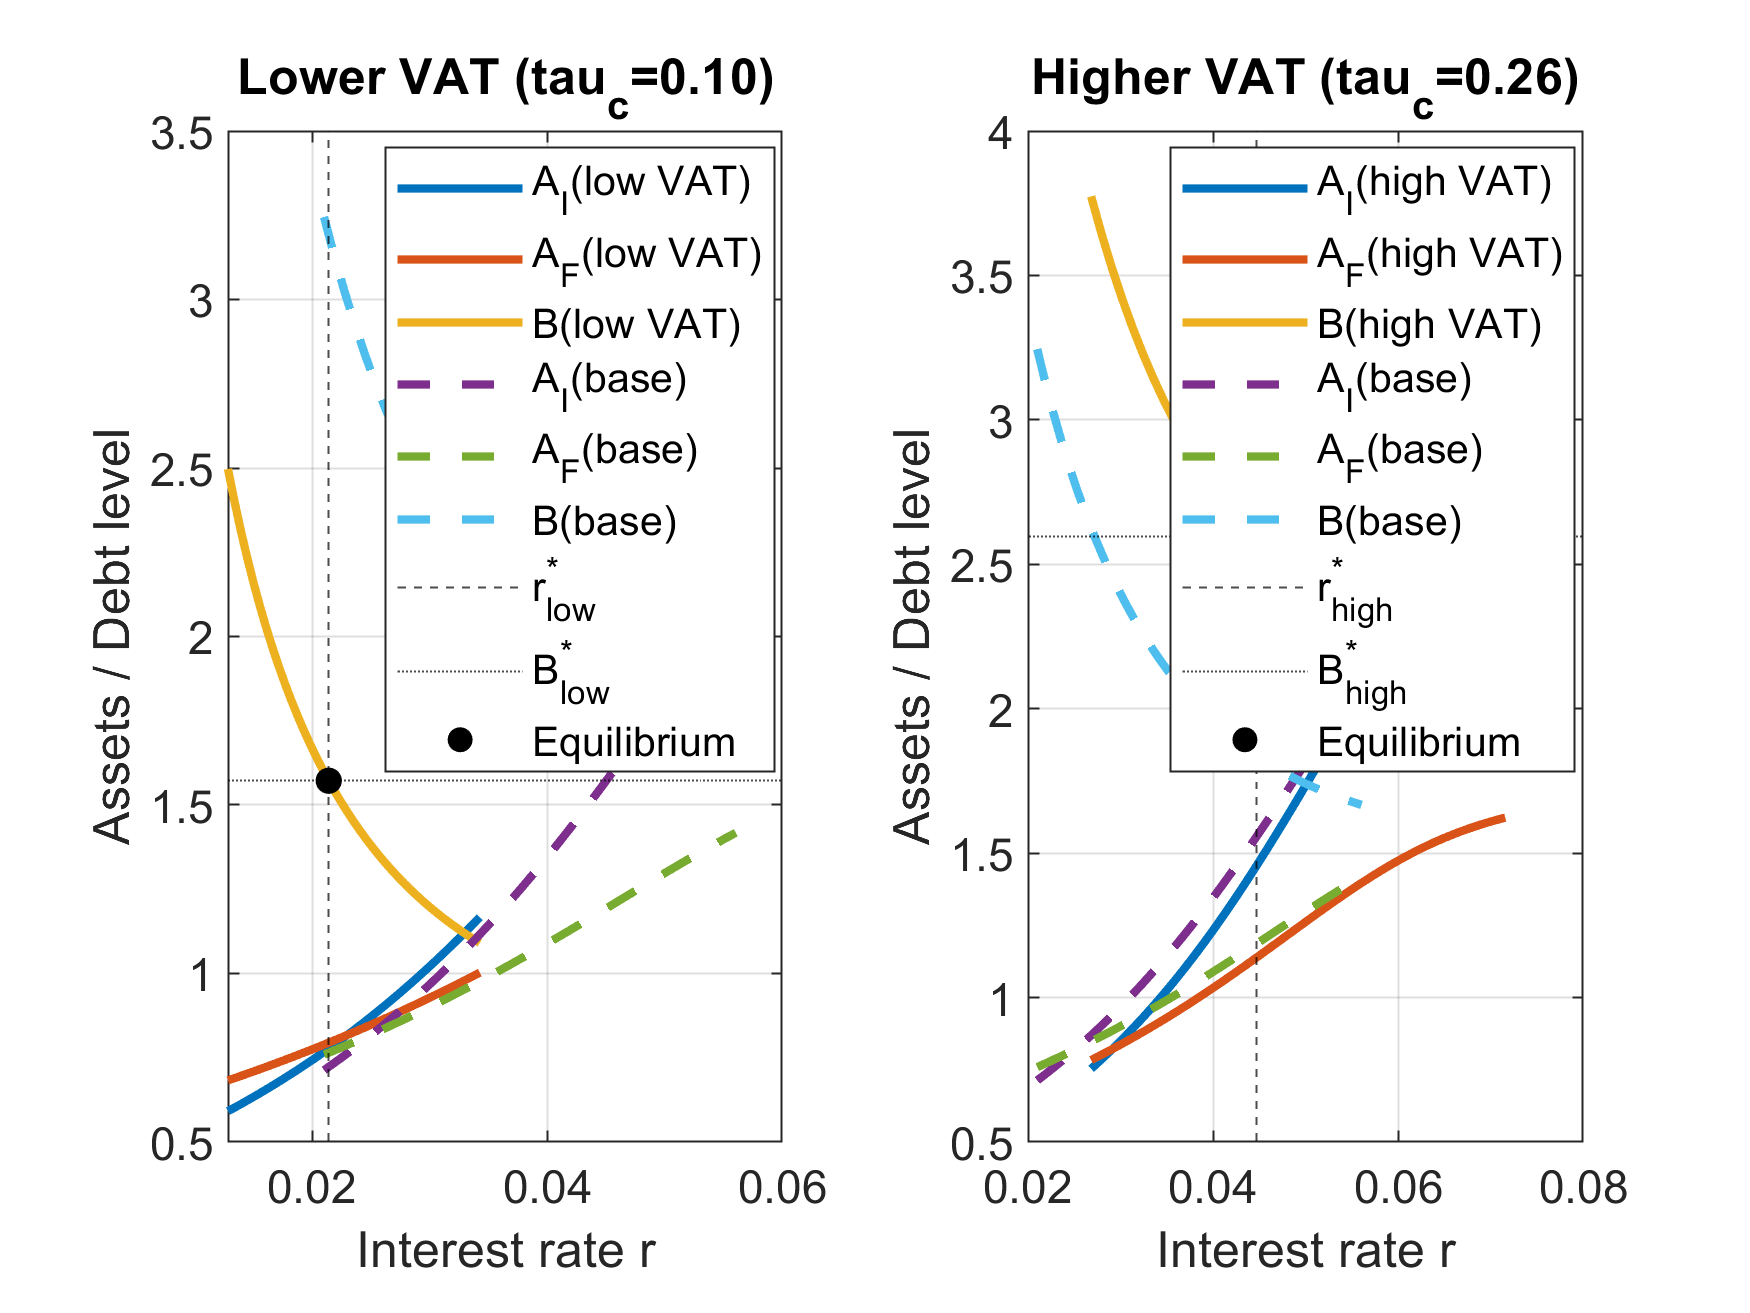 Lower VAT (tau_c=0.10)
3.5
3
2.5
2
1.5
1
0.5
0.02
0.04
0.06
Assets / Debt level
Interest rate r
A_I(low VAT)
A_F(low VAT)
B(low VAT)
A_I(base)
A_F(base)
B(base)
r*_low
B*_low
Equilibrium
Higher VAT (tau_c=0.26)
4
3.5
3
2.5
2
1.5
1
0.5
0.02
0.04
0.06
0.08
Assets / Debt level
Interest rate r
A_I(high VAT)
A_F(high VAT)
B(high VAT)
A_I(base)
A_F(base)
B(base)
r*_high
B*_high
Equilibrium